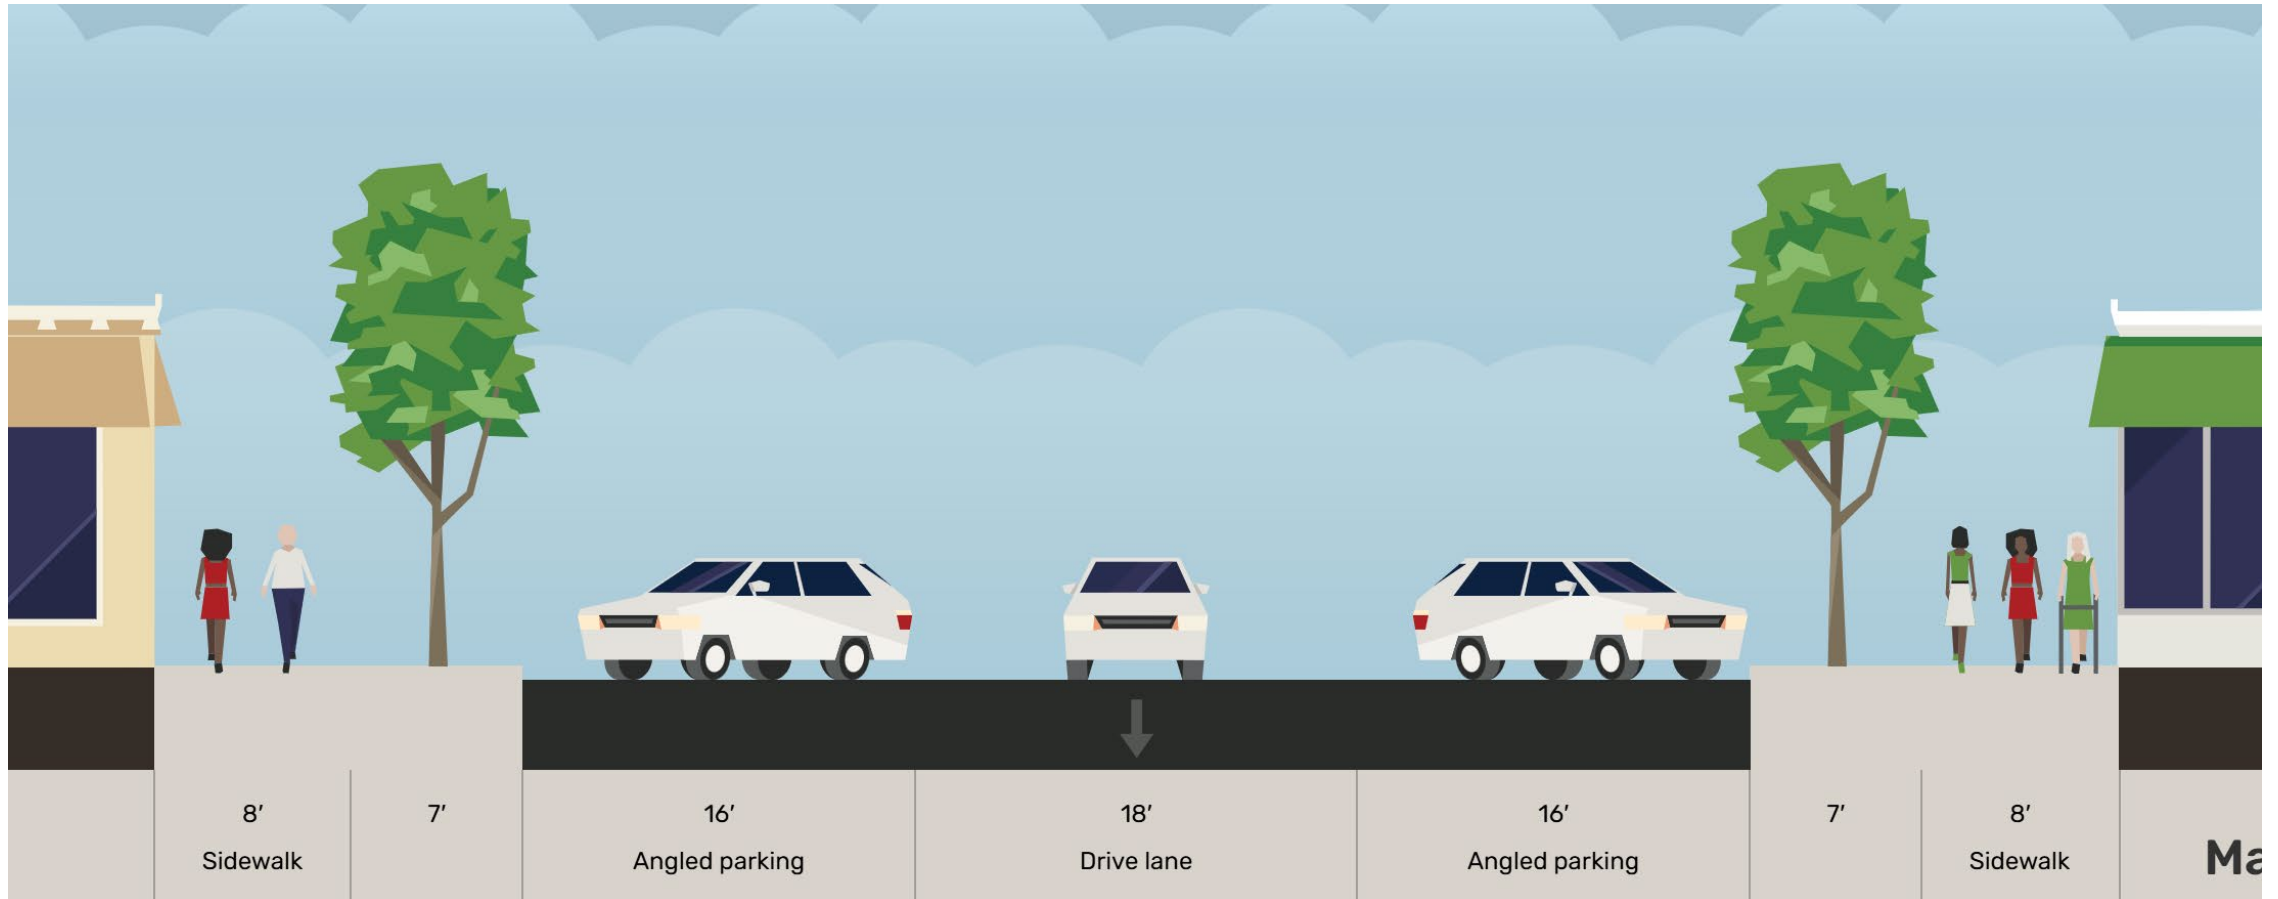 8′
Sidewalk
7′
16′
Angled parking
18′
Drive lane
16′
Angled parking
7′
8′
Sidewalk
Ma